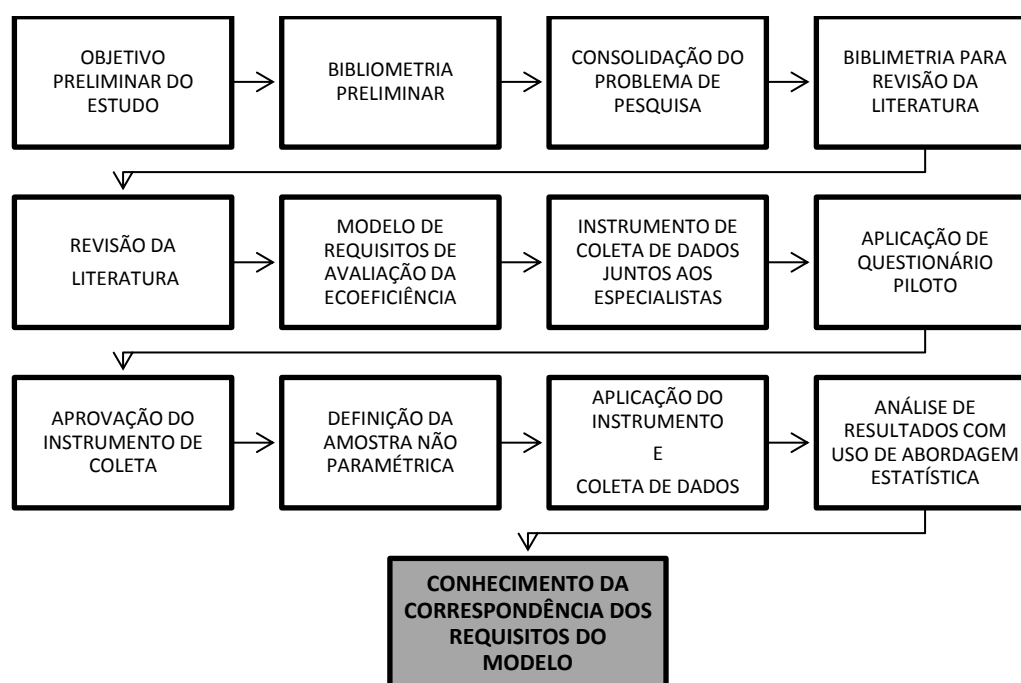 OBJETIVO
PRELIMINAR DO
ESTUDO
BIBLIOMETRIA
PRELIMINAR
CONSOLIDAÇÃO DO
PROBLEMA DE
PESQUISA
BIBLIMETRIA PARA
REVISÃO DA
LITERATURA
REVISÃO DA
LITERATURA
MODELO DE
REQUISITOS DE
AVALIAÇÃO DA
ECOEFICIÊNCIA
INSTRUMENTO DE
COLETA DE DADOS
JUNTOS AOS
ESPECIALISTAS
APLICAÇÃO DE
QUESTIONÁRIO
PILOTO
APROVAÇÃO DO
INSTRUMENTO DE
COLETA
DEFINIÇÃO DA
AMOSTRA NÃO
PARAMÉTRICA
APLICAÇÃO DO
INSTRUMENTO
E
COLETA DE DADOS
ANÁLISE DE
RESULTADOS COM
USO DE ABORDAGEM
ESTATÍSTICA
CONHECIMENTO DA
CORRESPONDÊNCIA DOS
REQUISITOS DO
MODELO